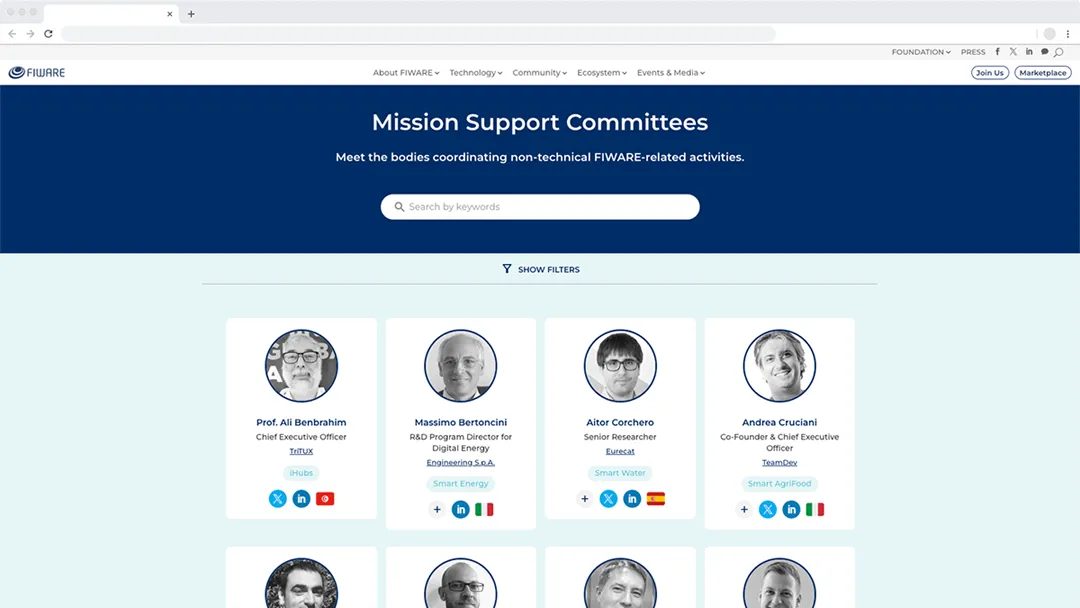 FOUNDATION PRESS
FIWARE
About FIWARE Technology Community Ecosystem Events & Media
Join Us Marketplace
Mission Support Committees
Meet the bodies coordinating non-technical FIWARE-related activities.
Search by keywords
SHOW FILTERS
Prof. Ali Benbrahim
Chief Executive Officer
TriTUX
iHubs
Massimo Bertoncini
R&D Program Director for
Digital Energy
Engineering S.p.A.
Smart Energy
Aitor Corchero
Senior Researcher
Eurecat
Smart Water
Andrea Cruciani
Co-Founder & Chief Executive
Officer
TeamDev
Smart AgriFood